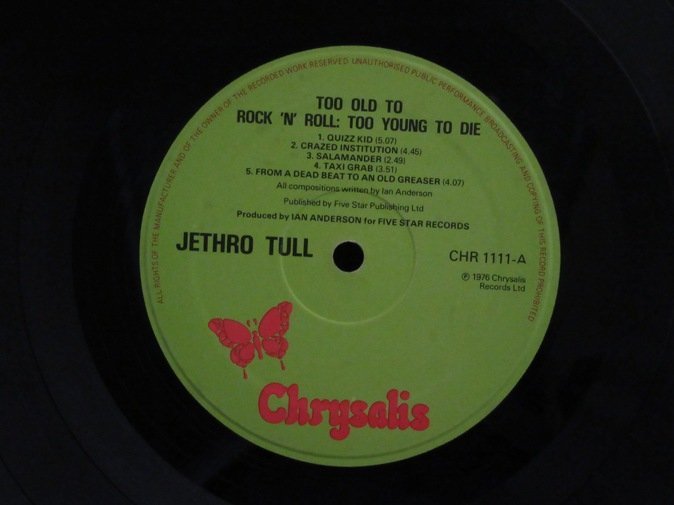 ALL RIGHTS OF THE MANUFACTURER AND OF THE OWNER OF THE RECORDED WORK RESERVED UNAUTHORISED PUBLIC PERFORMANCE BROADCASTING AND COPYING OF THIS RECORD PROHIBITED
TOO OLD TO
ROCK 'N' ROLL: TOO YOUNG TO DIE
1. QUIZZ KID (5.07)
2. CRAZED INSTITUTION (4.45)
3. SALAMANDER (2.49)
4. TAXI GRAB (3.51)
5. FROM A DEAD BEAT TO AN OLD GREASER (4.07)
All compositions written by Ian Anderson
Published by Five Star Publishing Ltd
Produced by IAN ANDERSON for FIVE STAR RECORDS
JETHRO TULL
CHR 1111-A
℗ 1976 Chrysalis
Records Ltd
Chrysalis